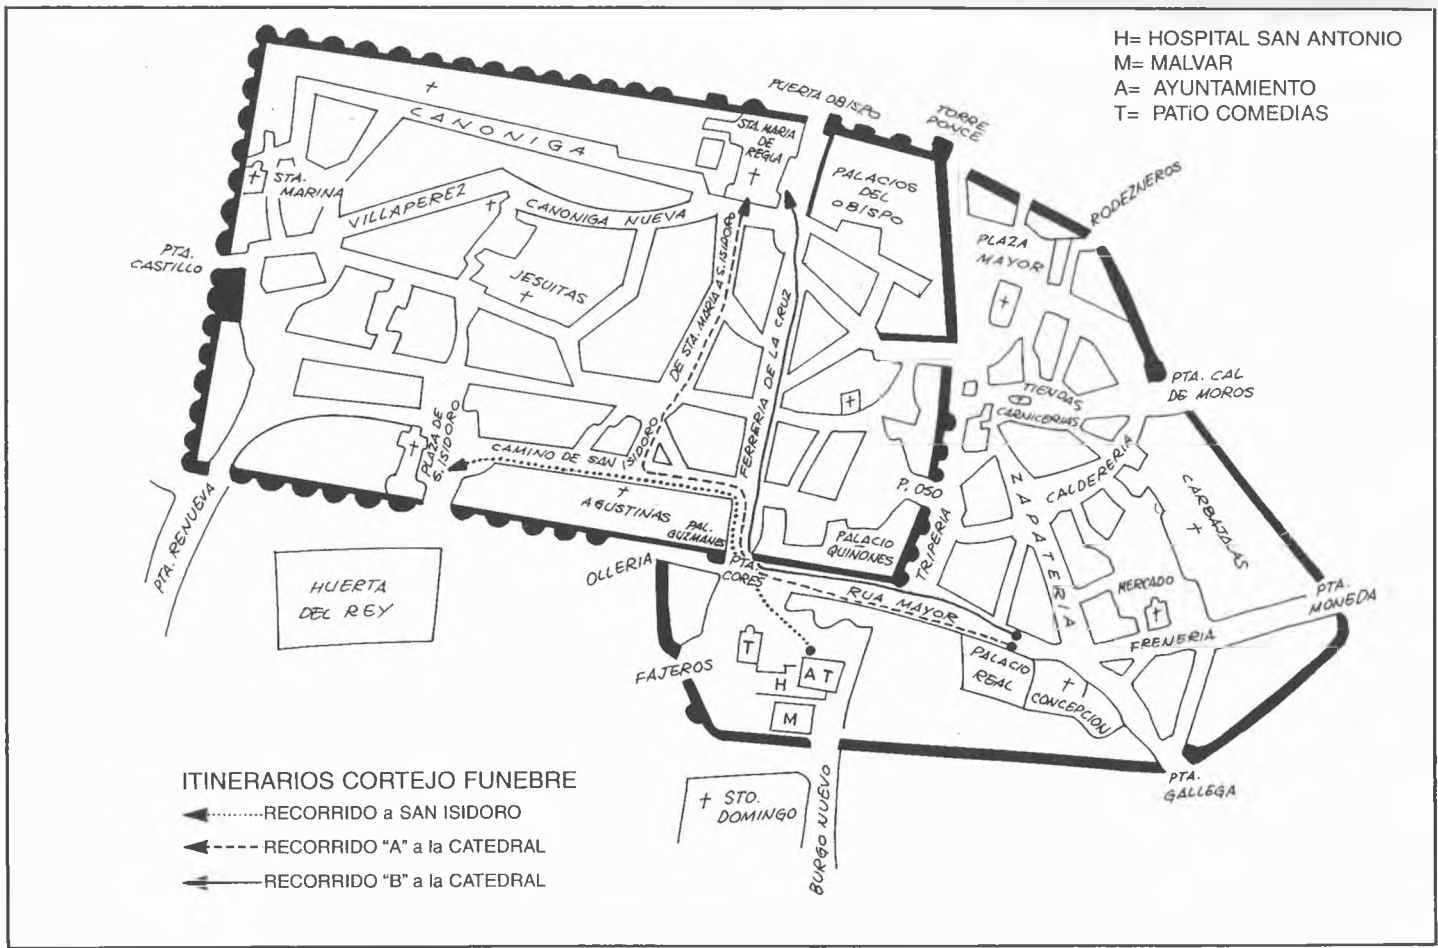 H= HOSPITAL SAN ANTONIO
M= MALVAR
A= AYUNTAMIENTO
T= PATiO COMEDIAS
PUERTA OBISPO
TORRE
PONCE
STA. MARIA
DE
REGLA
CANONIGA
PALACIOS
DEL
OBISPO
RODEZNEROS
STA.
MARINA
VILLAPEREZ
CANONIGA NUEVA
PLAZA
MAYOR
PTA.
CASTILLO
JESUITAS
DE STA. MARIA A S. ISIDORO
FERRERIA DE LA CRUZ
PTA. CAL
DE MOROS
TIENDAS
CARNICERIAS
PLAZA DE
S. ISIDORO
CAMINO DE SAN ISIDORO
CALDERERIA
ZAPATERIA
CARBAJALAS
P. OSO
AGUSTINAS
PAL.
GUZMANES
PALACIO
QUIÑONES
TRIPERIA
PTA. RENUEVA
OLLERIA
PTA.
CORES
HUERTA
DEL REY
RUA MAYOR
MERCADO
PTA.
MONEDA
FRENERIA
T
A T
H
M
FAJEROS
PALACIO
REAL
CONCEPCION
PTA.
GALLEGA
STO.
DOMINGO
BURGO NUEVO
ITINERARIOS CORTEJO FUNEBRE
RECORRIDO a SAN ISIDORO
RECORRIDO "A" a la CATEDRAL
RECORRIDO "B" a la CATEDRAL